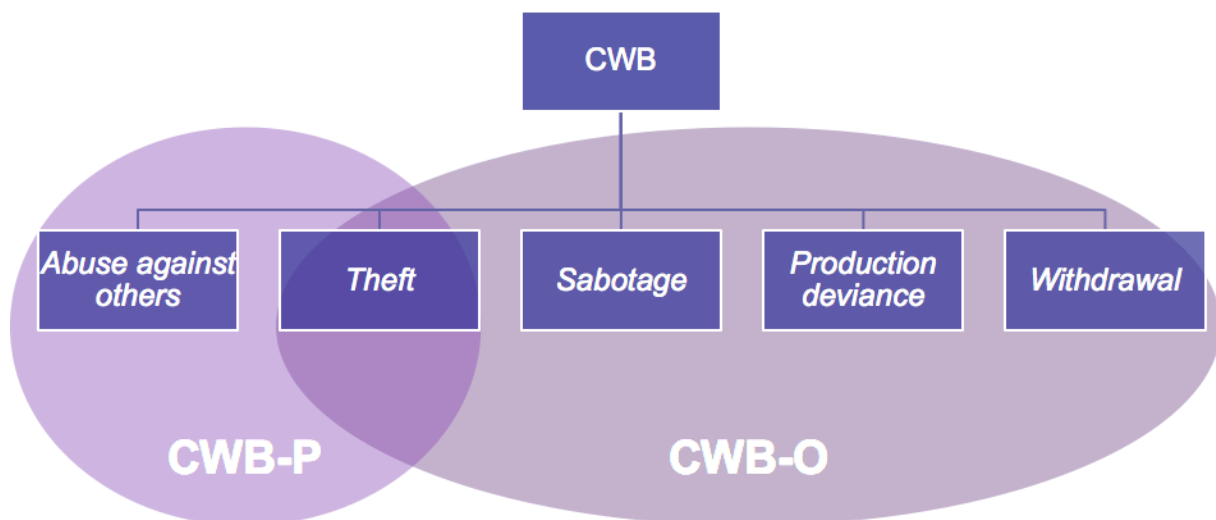 CWB
Abuse against
others
Theft
Sabotage
Production
deviance
Withdrawal
CWB-P
CWB-O